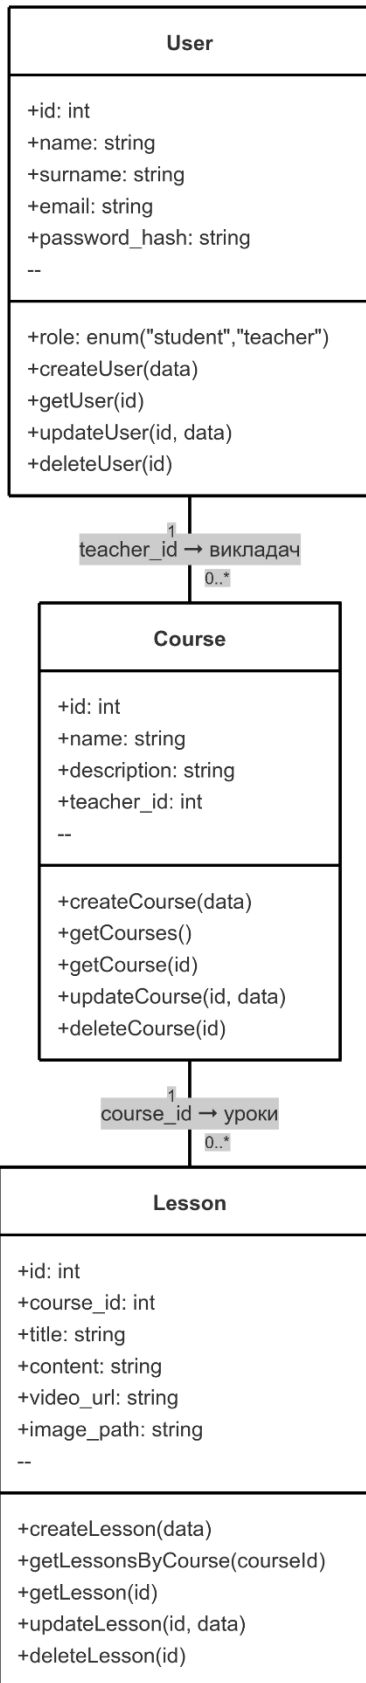 User
+id: int
+name: string
+surname: string
+email: string
+password_hash: string
--
+role: enum("student","teacher")
+createUser(data)
+getUser(id)
+updateUser(id, data)
+deleteUser(id)
1
teacher_id → викладач
0..*
Course
+id: int
+name: string
+description: string
+teacher_id: int
--
+createCourse(data)
+getCourses()
+getCourse(id)
+updateCourse(id, data)
+deleteCourse(id)
1
course_id → уроки
0..*
Lesson
+id: int
+course_id: int
+title: string
+content: string
+video_url: string
+image_path: string
--
+createLesson(data)
+getLessonsByCourse(courseId)
+getLesson(id)
+updateLesson(id, data)
+deleteLesson(id)